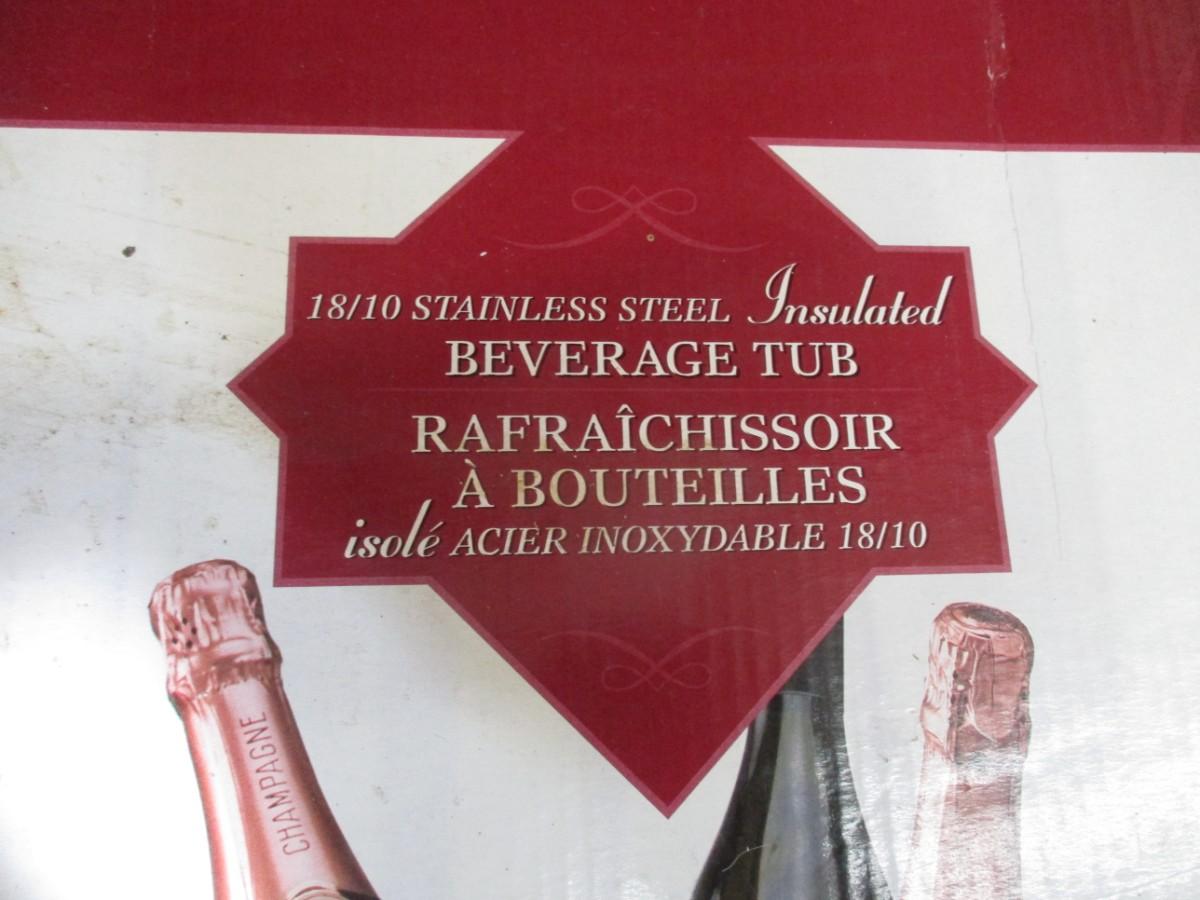 18/10 STAINLESS STEEL Insulated
BEVERAGE TUB
RAFRAÎCHISSOIR
À BOUTEILLES
isolé ACIER INOXYDABLE 18/10
CHAMPAGNE